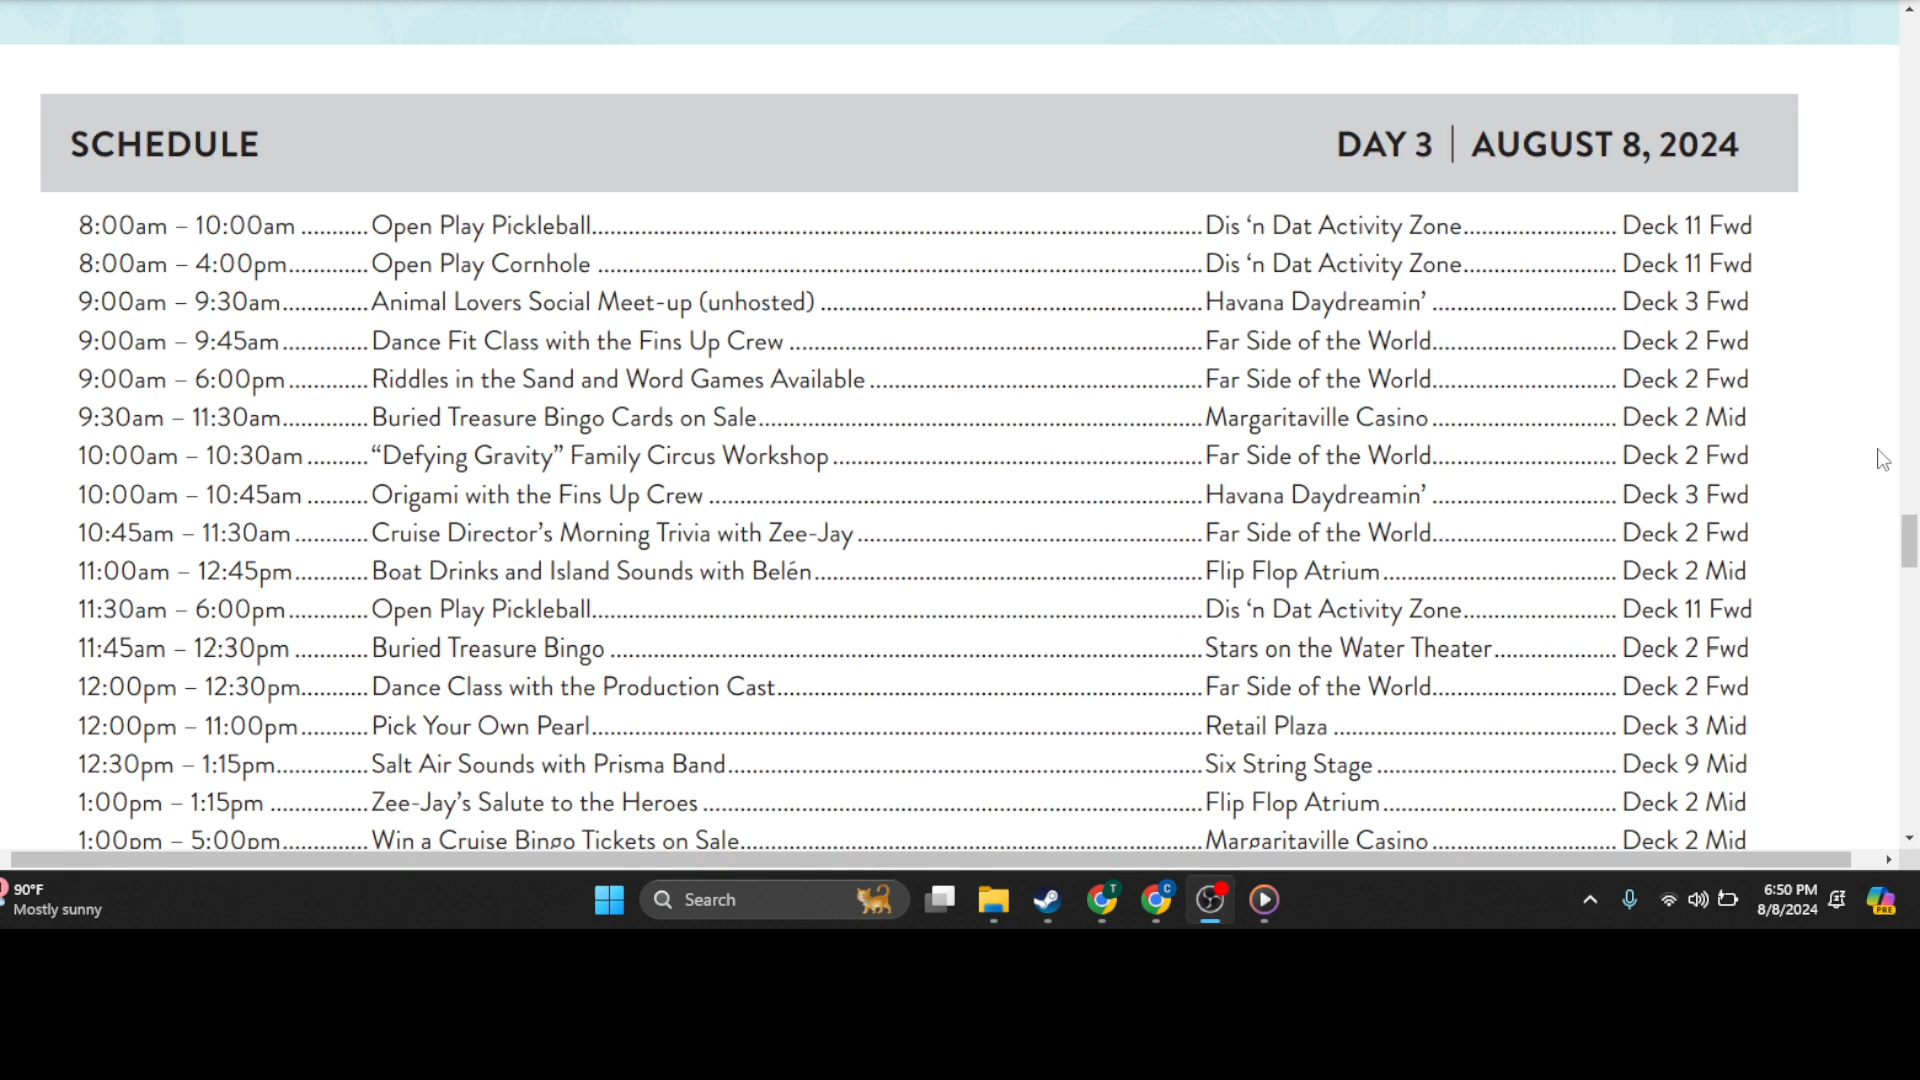 SCHEDULE DAY 3 | AUGUST 8, 2024
8:00am – 10:00am ........... Open Play Pickleball........... Dis ‘n Dat Activity Zone........... Deck 11 Fwd
8:00am – 4:00pm............. Open Play Cornhole ........... Dis ‘n Dat Activity Zone........... Deck 11 Fwd
9:00am – 9:30am.............. Animal Lovers Social Meet-up (unhosted) ........... Havana Daydreamin’ ........... Deck 3 Fwd
9:00am – 9:45am.............. Dance Fit Class with the Fins Up Crew ........... Far Side of the World........... Deck 2 Fwd
9:00am – 6:00pm............. Riddles in the Sand and Word Games Available ........... Far Side of the World........... Deck 2 Fwd
9:30am – 11:30am.............. Buried Treasure Bingo Cards on Sale........... Margaritaville Casino ........... Deck 2 Mid
10:00am – 10:30am .......... “Defying Gravity” Family Circus Workshop ........... Far Side of the World........... Deck 2 Fwd
10:00am – 10:45am .......... Origami with the Fins Up Crew ........... Havana Daydreamin’ ........... Deck 3 Fwd
10:45am – 11:30am ............ Cruise Director’s Morning Trivia with Zee-Jay ........... Far Side of the World........... Deck 2 Fwd
11:00am – 12:45pm............ Boat Drinks and Island Sounds with Belén........... Flip Flop Atrium........... Deck 2 Mid
11:30am – 6:00pm............. Open Play Pickleball........... Dis ‘n Dat Activity Zone........... Deck 11 Fwd
11:45am – 12:30pm ............ Buried Treasure Bingo ........... Stars on the Water Theater........... Deck 2 Fwd
12:00pm – 12:30pm........... Dance Class with the Production Cast........... Far Side of the World........... Deck 2 Fwd
12:00pm – 11:00pm........... Pick Your Own Pearl........... Retail Plaza ........... Deck 3 Mid
12:30pm – 1:15pm............... Salt Air Sounds with Prisma Band........... Six String Stage ........... Deck 9 Mid
1:00pm – 1:15pm ................ Zee-Jay’s Salute to the Heroes ........... Flip Flop Atrium........... Deck 2 Mid
1:00pm – 5:00pm.............. Win a Cruise Bingo Tickets on Sale........... Margaritaville Casino ........... Deck 2 Mid
90°F
Mostly sunny
Search
T
C
6:50 PM
8/8/2024
PRE